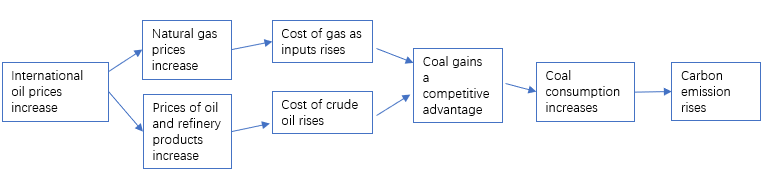 International
oil prices
increase
Natural gas
prices
increase
Prices of oil
and refinery
products
increase
Cost of gas as
inputs rises
Cost of crude
oil rises
Coal gains
a
competitive
advantage
Coal
consumption
increases
Carbon
emission
rises